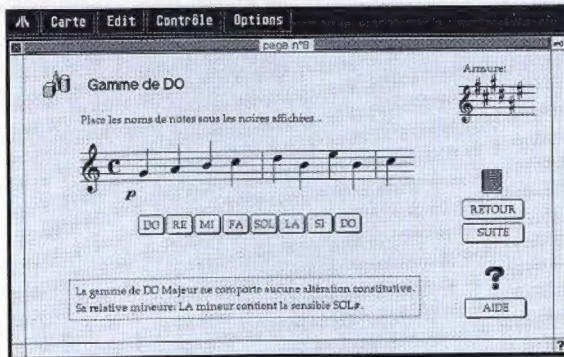 Carte Edit Contrôle Options
page n°8
Gamme de DO
Armure:
Place les noms de notes sous les noires affichées...
p
DO RE MI FA SOL LA SI DO
RETOUR
SUITE
La gamme de DO Majeur ne comporte aucune altération constitutive.
Sa relative mineure: LA mineur contient la sensible SOL#.
?
AIDE
?